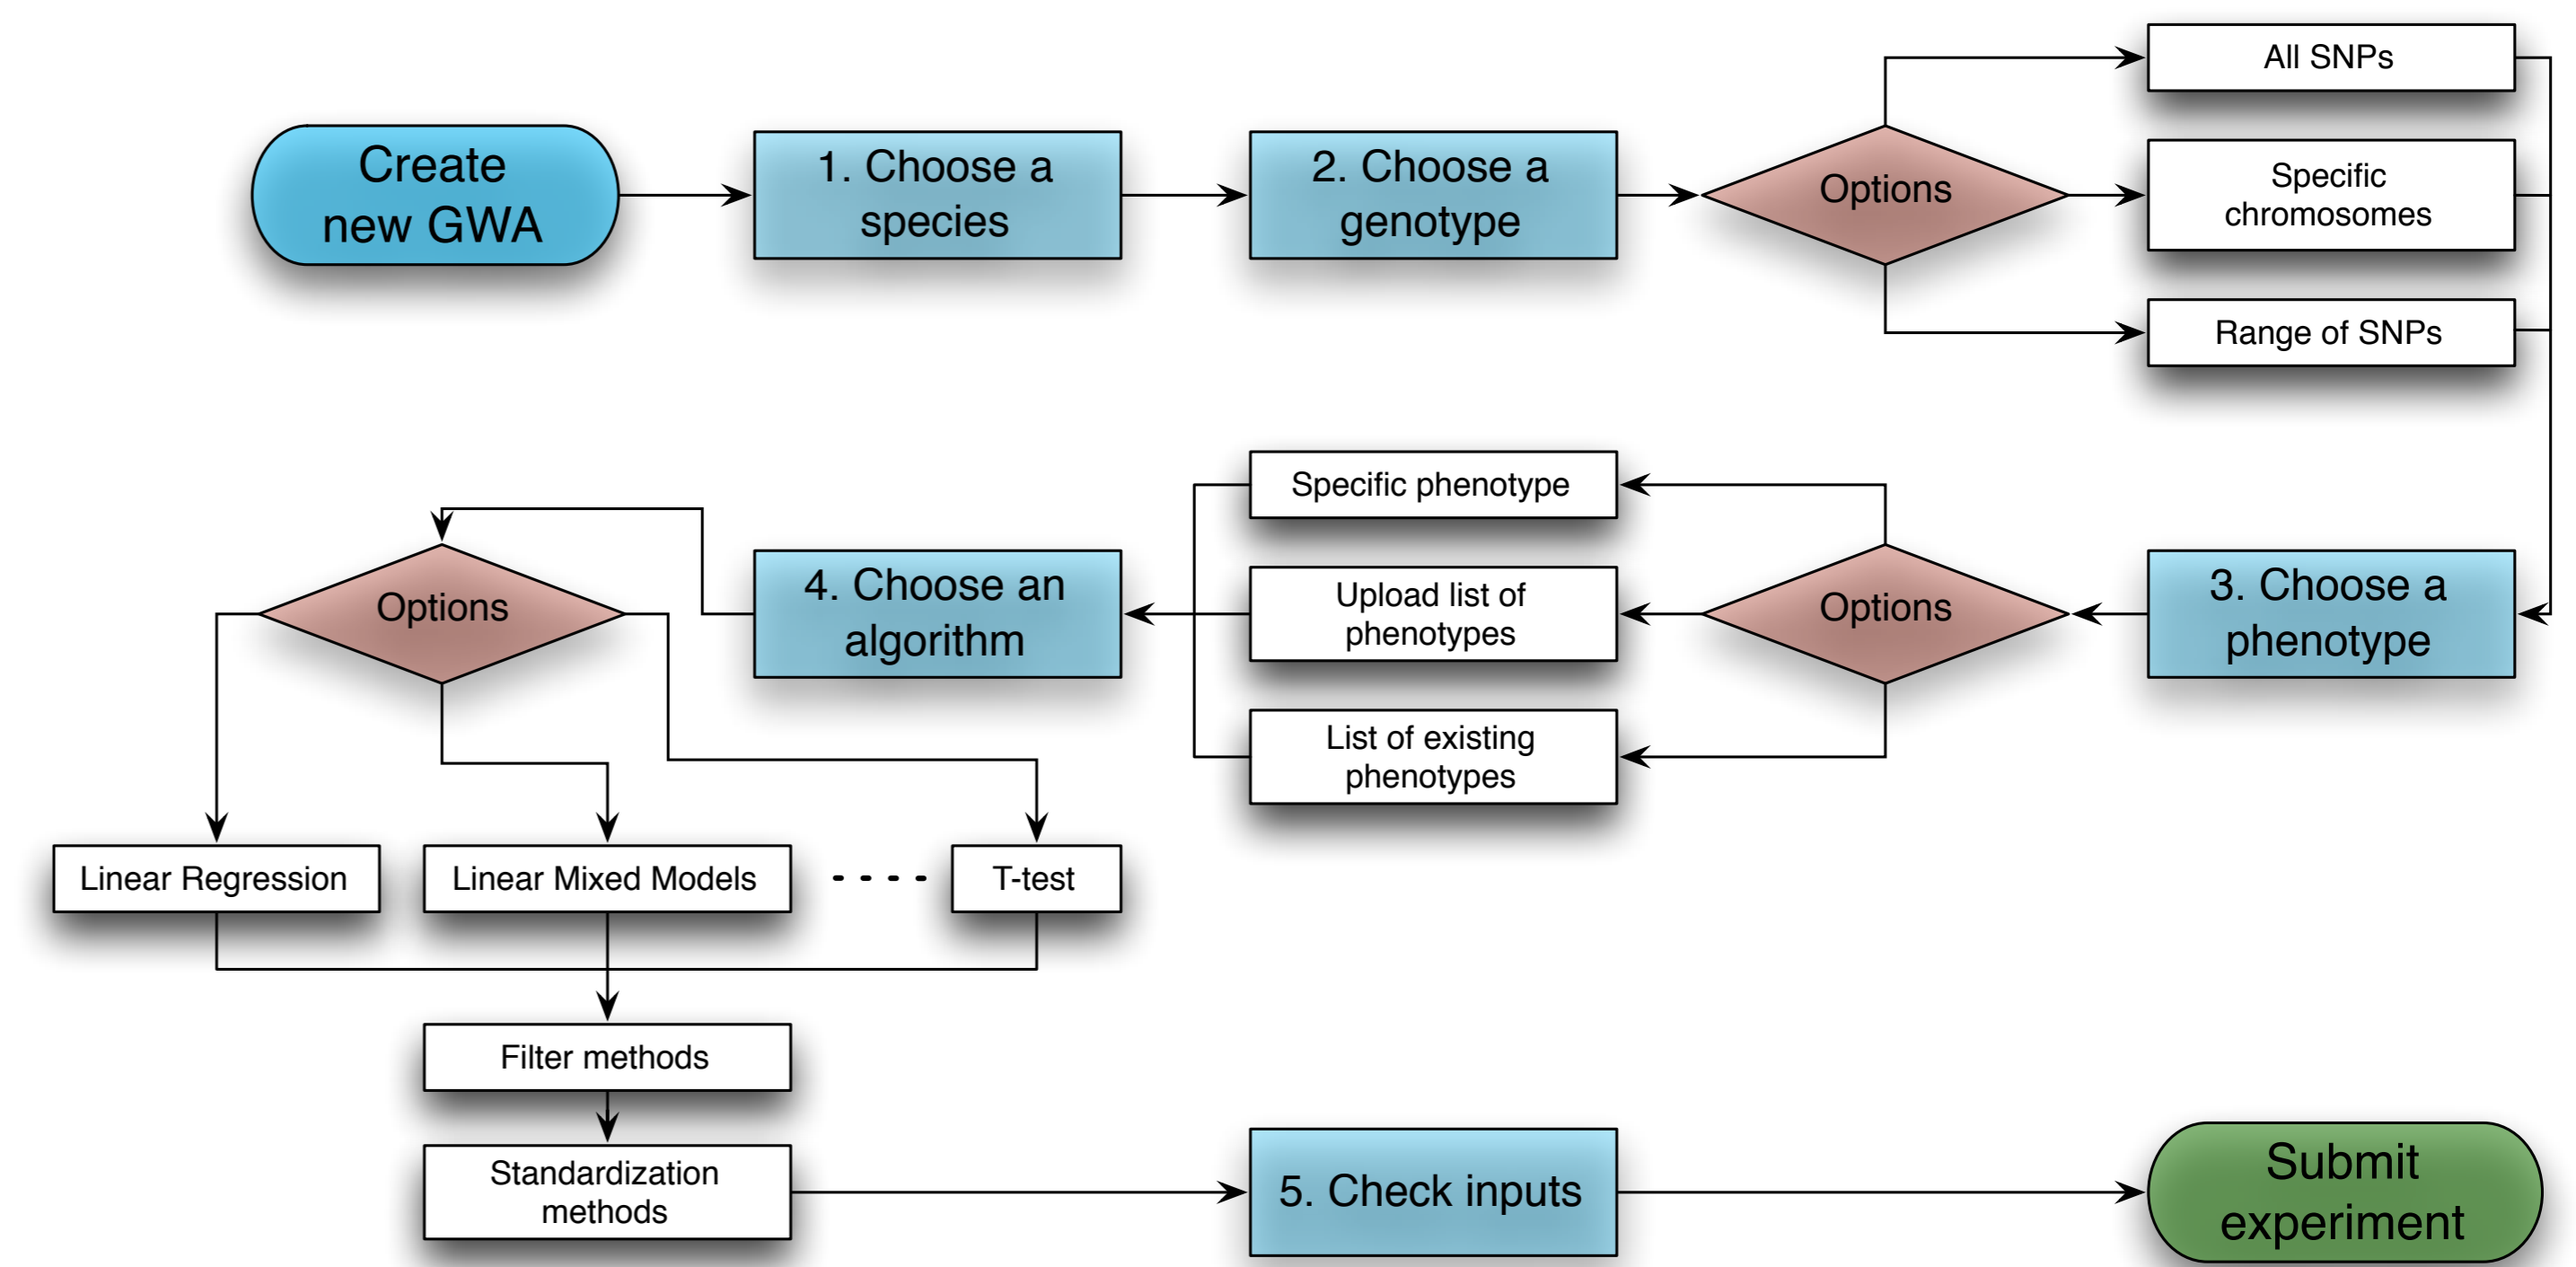 Create
new GWA
1. Choose a
species
2. Choose a
genotype
Options
All SNPs
Specific
chromosomes
Range of SNPs
3. Choose a
phenotype
Options
Specific phenotype
Upload list of
phenotypes
List of existing
phenotypes
4. Choose an
algorithm
Options
Linear Regression
Linear Mixed Models
T-test
Filter methods
Standardization
methods
5. Check inputs
Submit
experiment